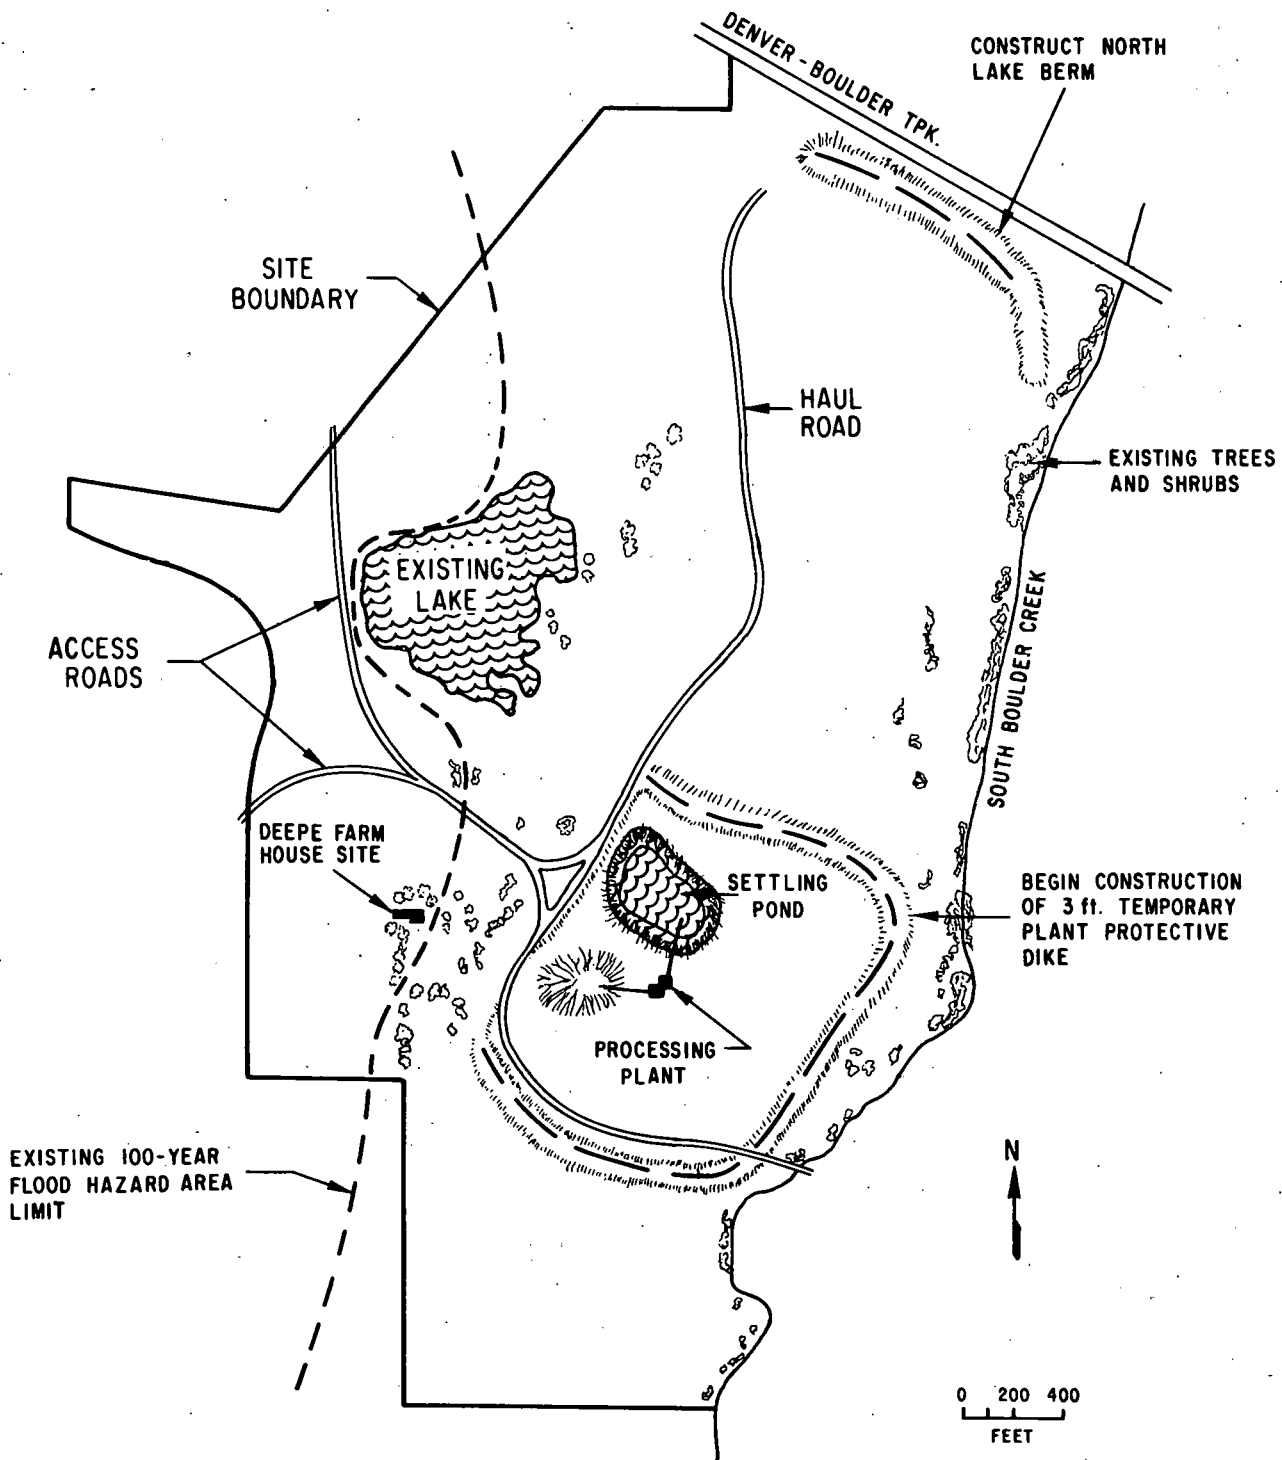 DENVER-BOULDER TPK.
CONSTRUCT NORTH
LAKE BERM
SITE
BOUNDARY
HAUL
ROAD
EXISTING TREES
AND SHRUBS
EXISTING
LAKE
ACCESS
ROADS
SOUTH BOULDER CREEK
DEEPE FARM
HOUSE SITE
SETTLING
POND
BEGIN CONSTRUCTION
OF 3 ft. TEMPORARY
PLANT PROTECTIVE
DIKE
PROCESSING
PLANT
EXISTING 100-YEAR
FLOOD HAZARD AREA
LIMIT
N
0 200 400
FEET